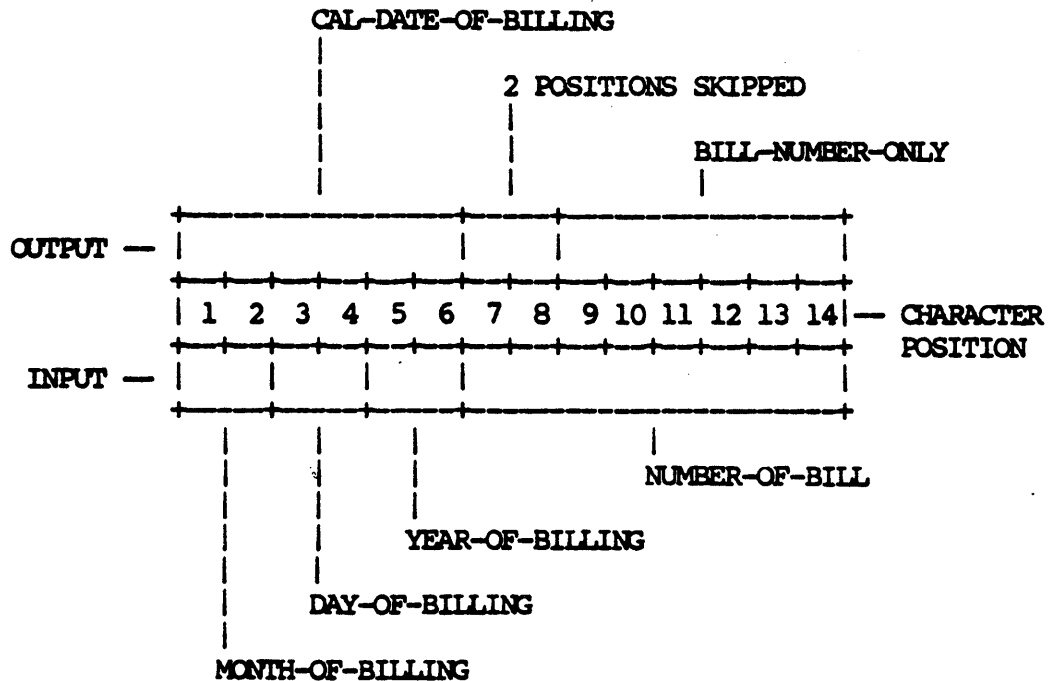 CAL-DATE-OF-BILLING
2 POSITIONS SKIPPED
BILL-NUMBER-ONLY
OUTPUT —
1 2 3 4 5 6 7 8 9 10 11 12 13 14 — CHARACTER
POSITION
INPUT —
NUMBER-OF-BILL
YEAR-OF-BILLING
DAY-OF-BILLING
MONTH-OF-BILLING